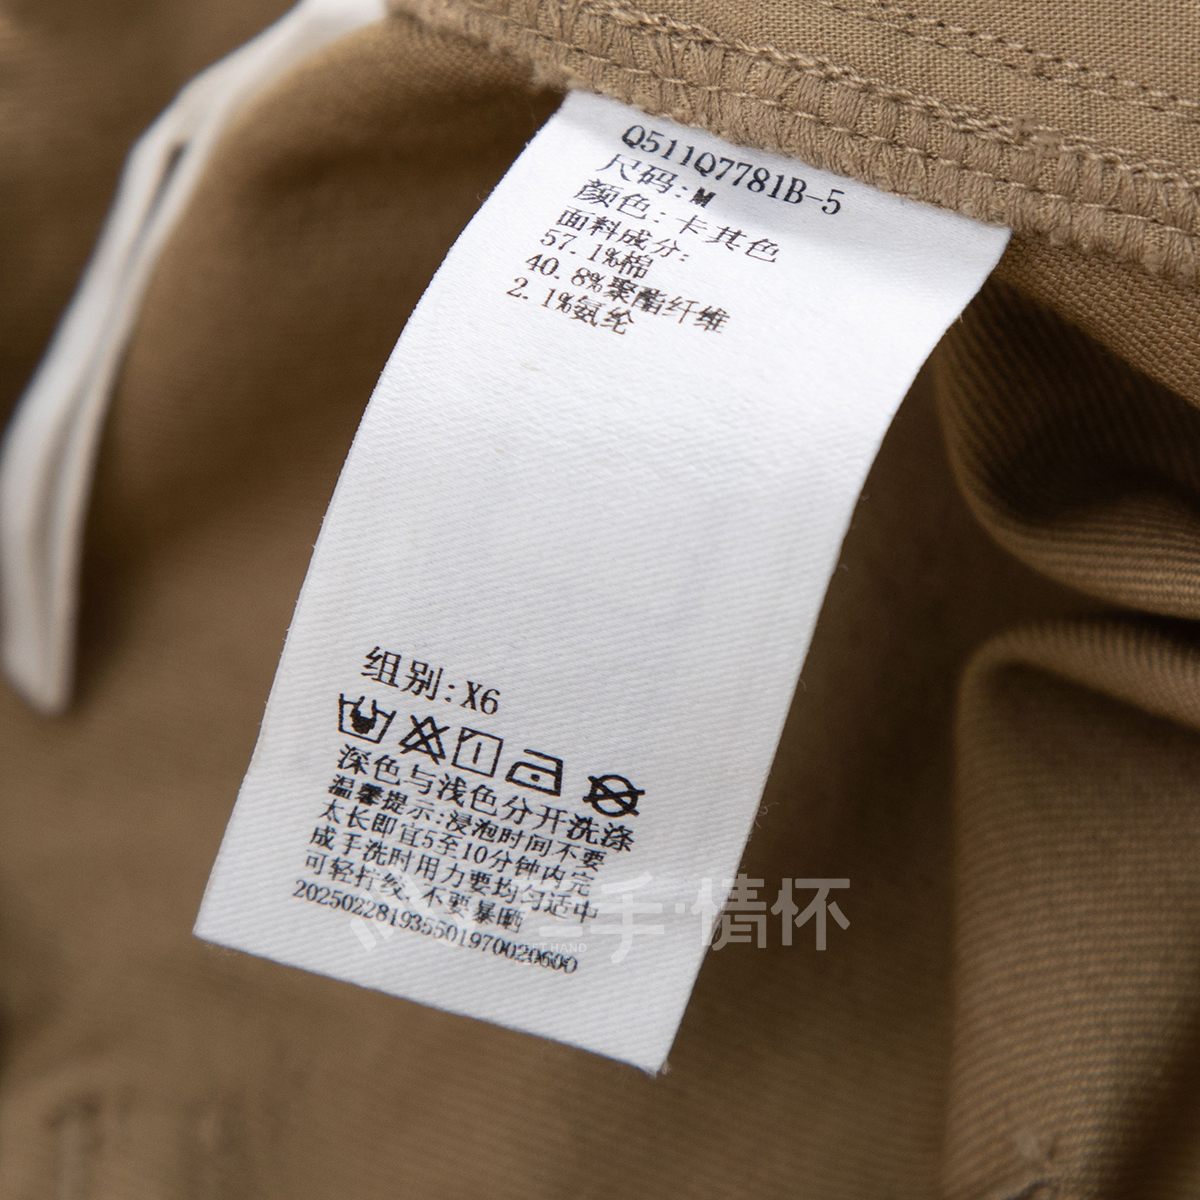 Q511Q7781B-5
尺码:M
颜色:卡其色
面料成分:
57.1%棉
40.8%聚酯纤维
2.1%氨纶
组别:X6
深色与浅色分开洗涤
温馨提示:浸泡时间不要
太长即宜5至10分钟内完
成手洗时用力要均匀适中
可轻拧绞,不要暴晒
20250228193550197002060​0
手·情怀